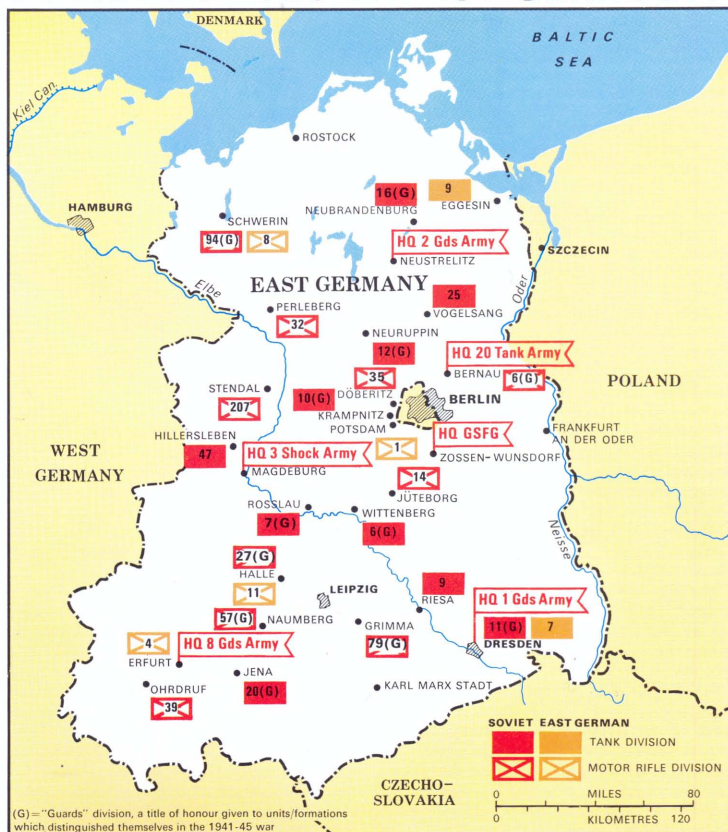 DENMARK
BALTIC
SEA
Kiel Can.
ROSTOCK
HAMBURG
16(G)
9
NEUBRANDENBURG
EGGESIN
SCHWERIN
94(G)
8
HQ 2 Gds Army
NEUSTRELITZ
SZCZECIN
EAST GERMANY
Elbe
Oder
PERLEBERG
32
25
VOGELSANG
NEURUPPIN
12(G)
HQ 20 Tank Army
BERNAU
6(G)
35
STENDAL
207
10(G)
DÖBERITZ
BERLIN
POLAND
KRAMPNITZ
POTSDAM
HQ GSFG
FRANKFURT
AN DER ODER
WEST
GERMANY
HILLERSLEBEN
47
HQ 3 Shock Army
MAGDEBURG
1
ZOSSEN-WUNSDORF
14
JÜTEBORG
ROSSLAU
7(G)
WITTENBERG
6(G)
Neisse
27(G)
HALLE
11
LEIPZIG
9
RIESA
HQ 1 Gds Army
57(G)
NAUMBERG
GRIMMA
79(G)
11(G)
7
DRESDEN
4
HQ 8 Gds Army
ERFURT
JENA
20(G)
OHRDRUF
39
KARL MARX STADT
CZECHO-
SLOVAKIA
SOVIET EAST GERMAN
TANK DIVISION
MOTOR RIFLE DIVISION
0 MILES 80
0 KILOMETRES 120
(G)="Guards" division, a title of honour given to units/formations
which distinguished themselves in the 1941-45 war